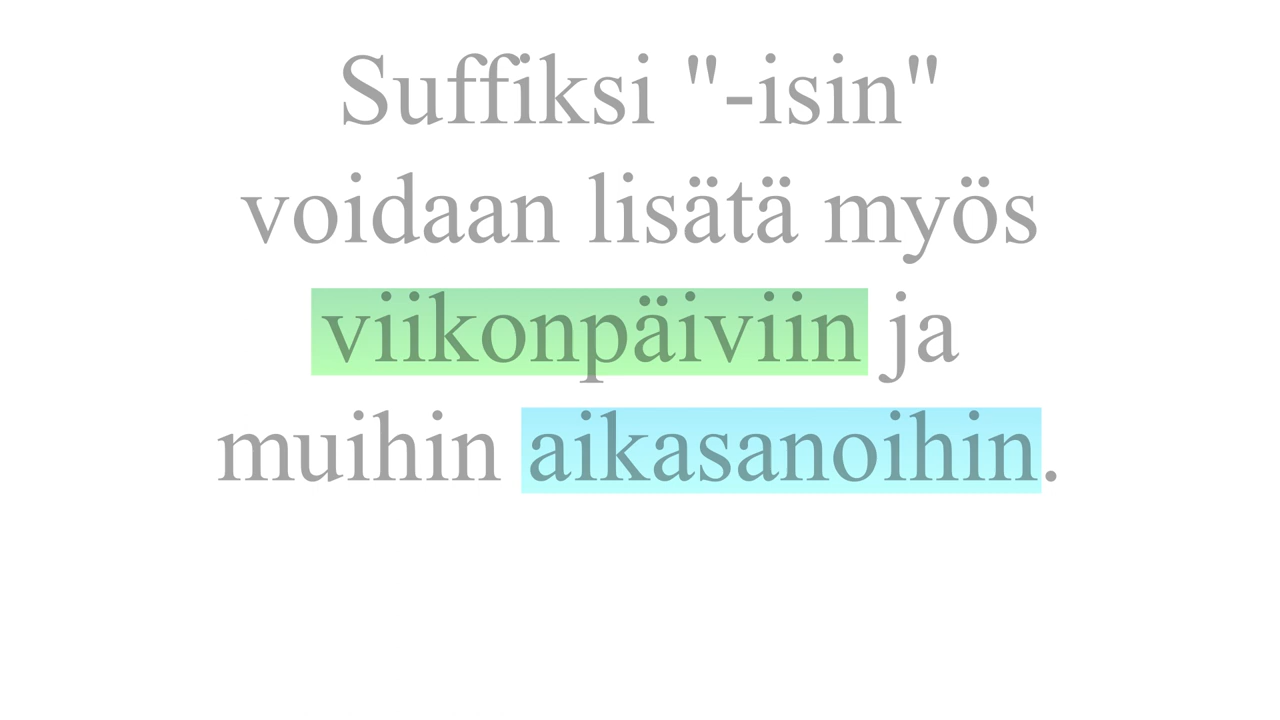 Suffiksi "-isin"
voidaan lisätä myös
viikonpäiviin ja
muihin aikasanoihin.